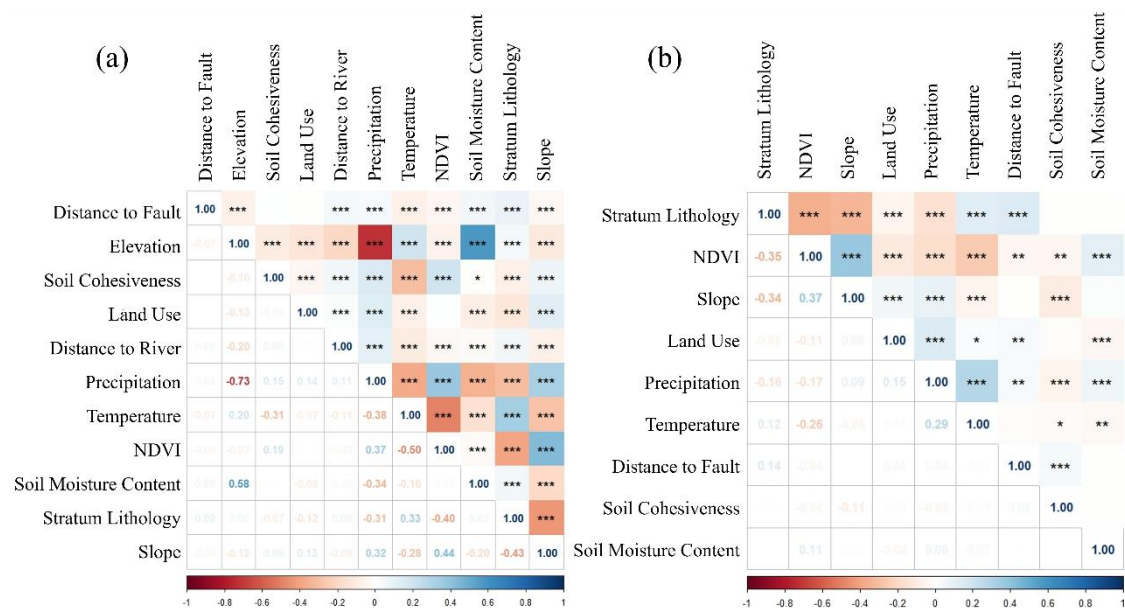 (a)
Distance to Fault
Elevation
Soil Cohesiveness
Land Use
Distance to River
Precipitation
Temperature
NDVI
Soil Moisture Content
Stratum Lithology
Slope
Distance to Fault 1.00 *** *** *** *** *** *** *** ***
Elevation 1.00 *** *** *** *** *** *** *** *** ***
Soil Cohesiveness -0.10 1.00 *** *** *** *** *** * *** ***
Land Use -0.13 1.00 *** *** *** *** *** ***
Distance to River -0.20 1.00 *** *** *** *** *** ***
Precipitation -0.73 0.15 0.14 0.11 1.00 *** *** *** *** ***
Temperature 0.20 -0.31 -0.11 -0.38 1.00 *** *** *** ***
NDVI 0.19 0.37 -0.50 1.00 *** *** ***
Soil Moisture Content 0.58 -0.34 1.00 *** ***
Stratum Lithology -0.12 -0.31 0.33 -0.40 1.00 ***
Slope -0.12 0.13 0.32 -0.28 0.44 -0.20 -0.43 1.00
-1 -0.8 -0.6 -0.4 -0.2 0 0.2 0.4 0.6 0.8 1
(b)
Stratum Lithology
NDVI
Slope
Land Use
Precipitation
Temperature
Distance to Fault
Soil Cohesiveness
Soil Moisture Content
Stratum Lithology 1.00 *** *** *** *** *** ***
NDVI -0.35 1.00 *** *** *** *** ** ** ***
Slope -0.34 0.37 1.00 *** *** *** ***
Land Use -0.11 1.00 *** * ** ***
Precipitation -0.16 -0.17 0.09 0.15 1.00 *** ** *** ***
Temperature 0.12 -0.26 0.29 1.00 * **
Distance to Fault 0.14 1.00 ***
Soil Cohesiveness -0.11 1.00
Soil Moisture Content 0.11 1.00
-1 -0.8 -0.6 -0.4 -0.2 0 0.2 0.4 0.6 0.8 1